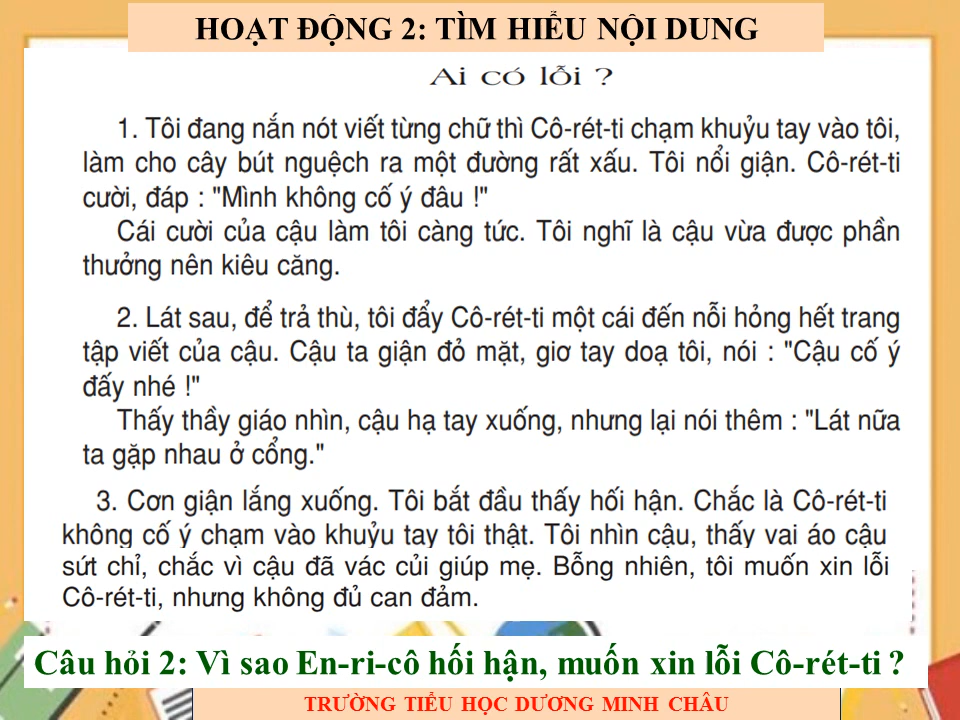 HOẠT ĐỘNG 2: TÌM HIỂU NỘI DUNG
Ai có lỗi ?
1. Tôi đang nắn nót viết từng chữ thì Cô-rét-ti chạm khuỷu tay vào tôi,
làm cho cây bút nguệch ra một đường rất xấu. Tôi nổi giận. Cô-rét-ti
cười, đáp : "Mình không cố ý đâu !"
Cái cười của cậu làm tôi càng tức. Tôi nghĩ là cậu vừa được phần
thưởng nên kiêu căng.
2. Lát sau, để trả thù, tôi đẩy Cô-rét-ti một cái đến nỗi hỏng hết trang
tập viết của cậu. Cậu ta giận đỏ mặt, giơ tay doạ tôi, nói : "Cậu cố ý
đấy nhé !"
Thấy thầy giáo nhìn, cậu hạ tay xuống, nhưng lại nói thêm : "Lát nữa
ta gặp nhau ở cổng."
3. Cơn giận lắng xuống. Tôi bắt đầu thấy hối hận. Chắc là Cô-rét-ti
không cố ý chạm vào khuỷu tay tôi thật. Tôi nhìn cậu, thấy vai áo cậu
sứt chỉ, chắc vì cậu đã vác củi giúp mẹ. Bỗng nhiên, tôi muốn xin lỗi
Cô-rét-ti, nhưng không đủ can đảm.
Câu hỏi 2: Vì sao En-ri-cô hối hận, muốn xin lỗi Cô-rét-ti ?
TRƯỜNG TIỂU HỌC DƯƠNG MINH CHÂU